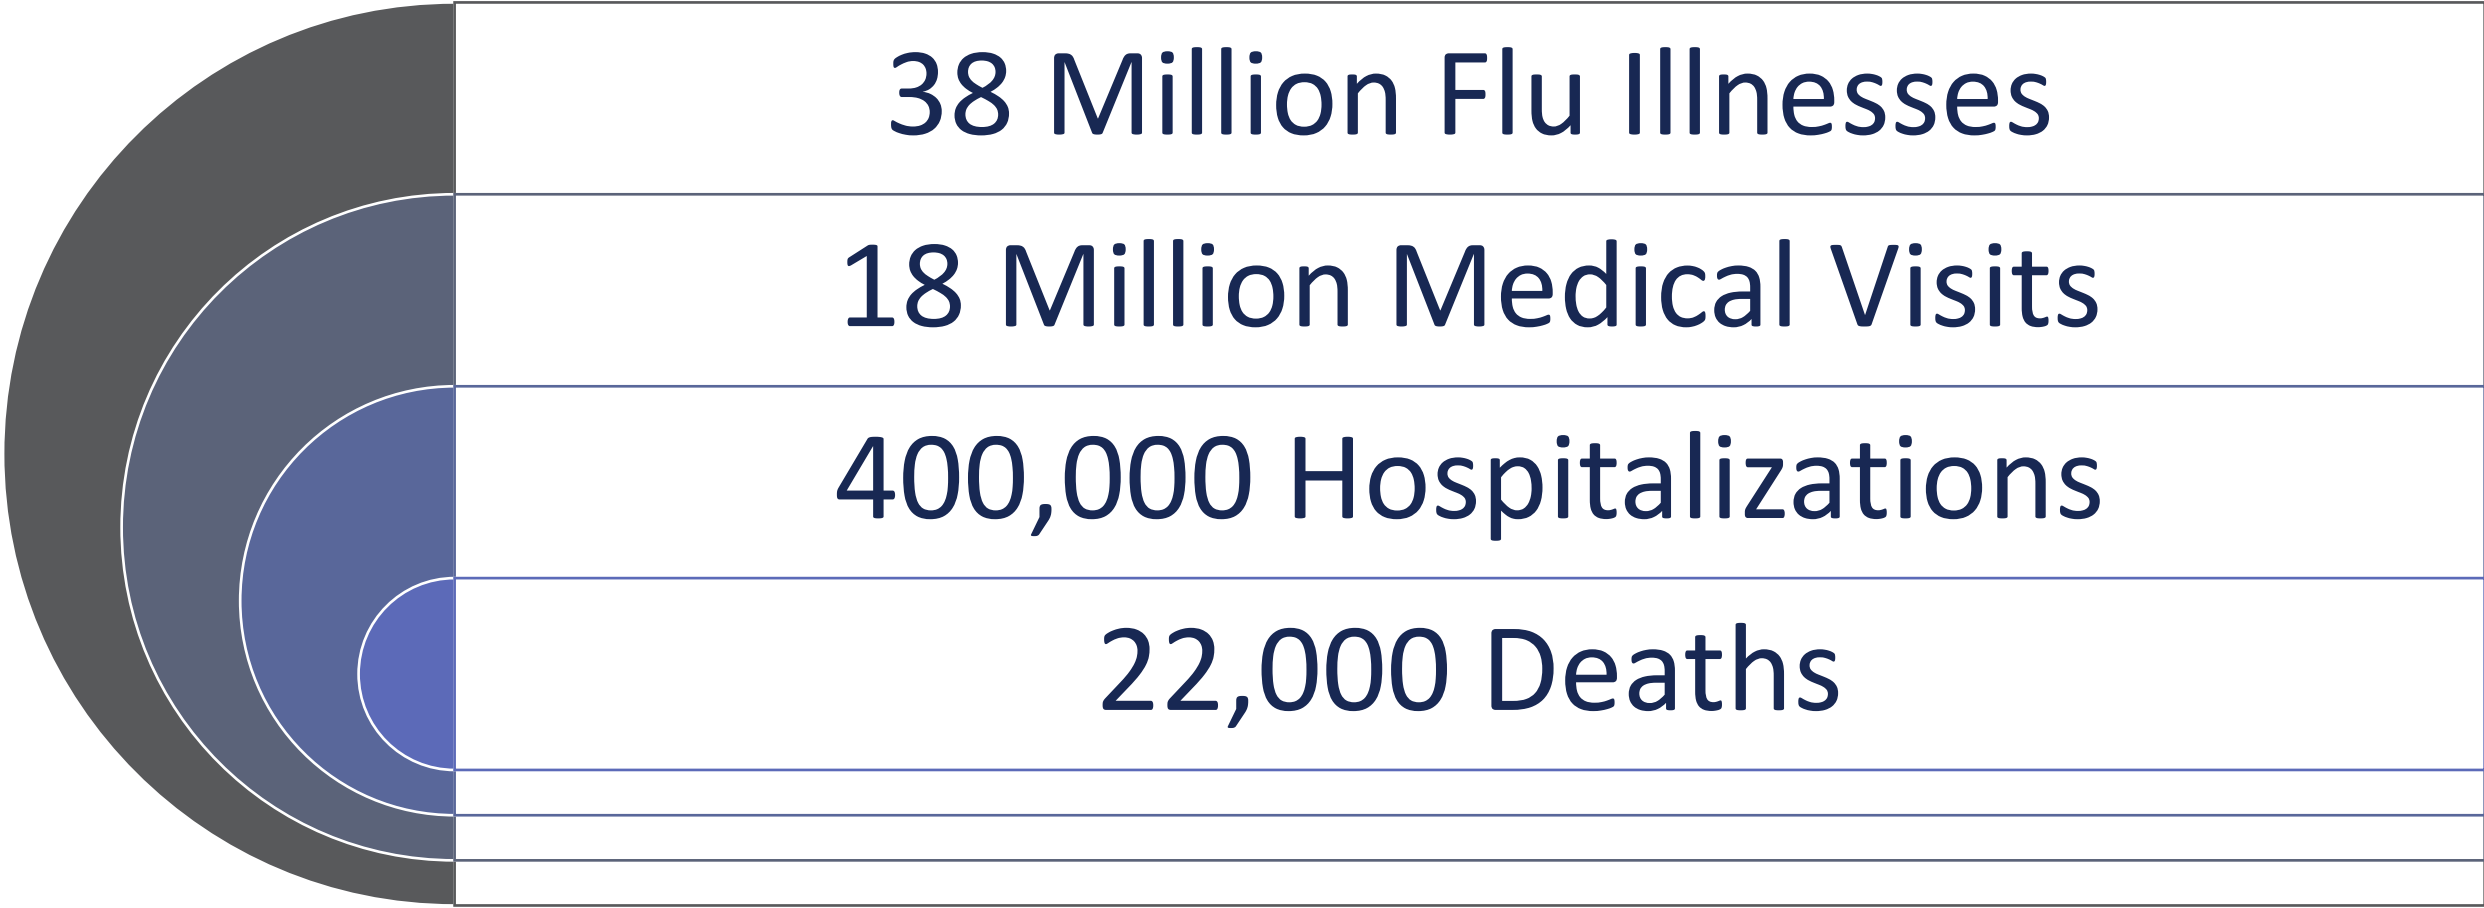 38 Million Flu Illnesses
18 Million Medical Visits
400,000 Hospitalizations
22,000 Deaths